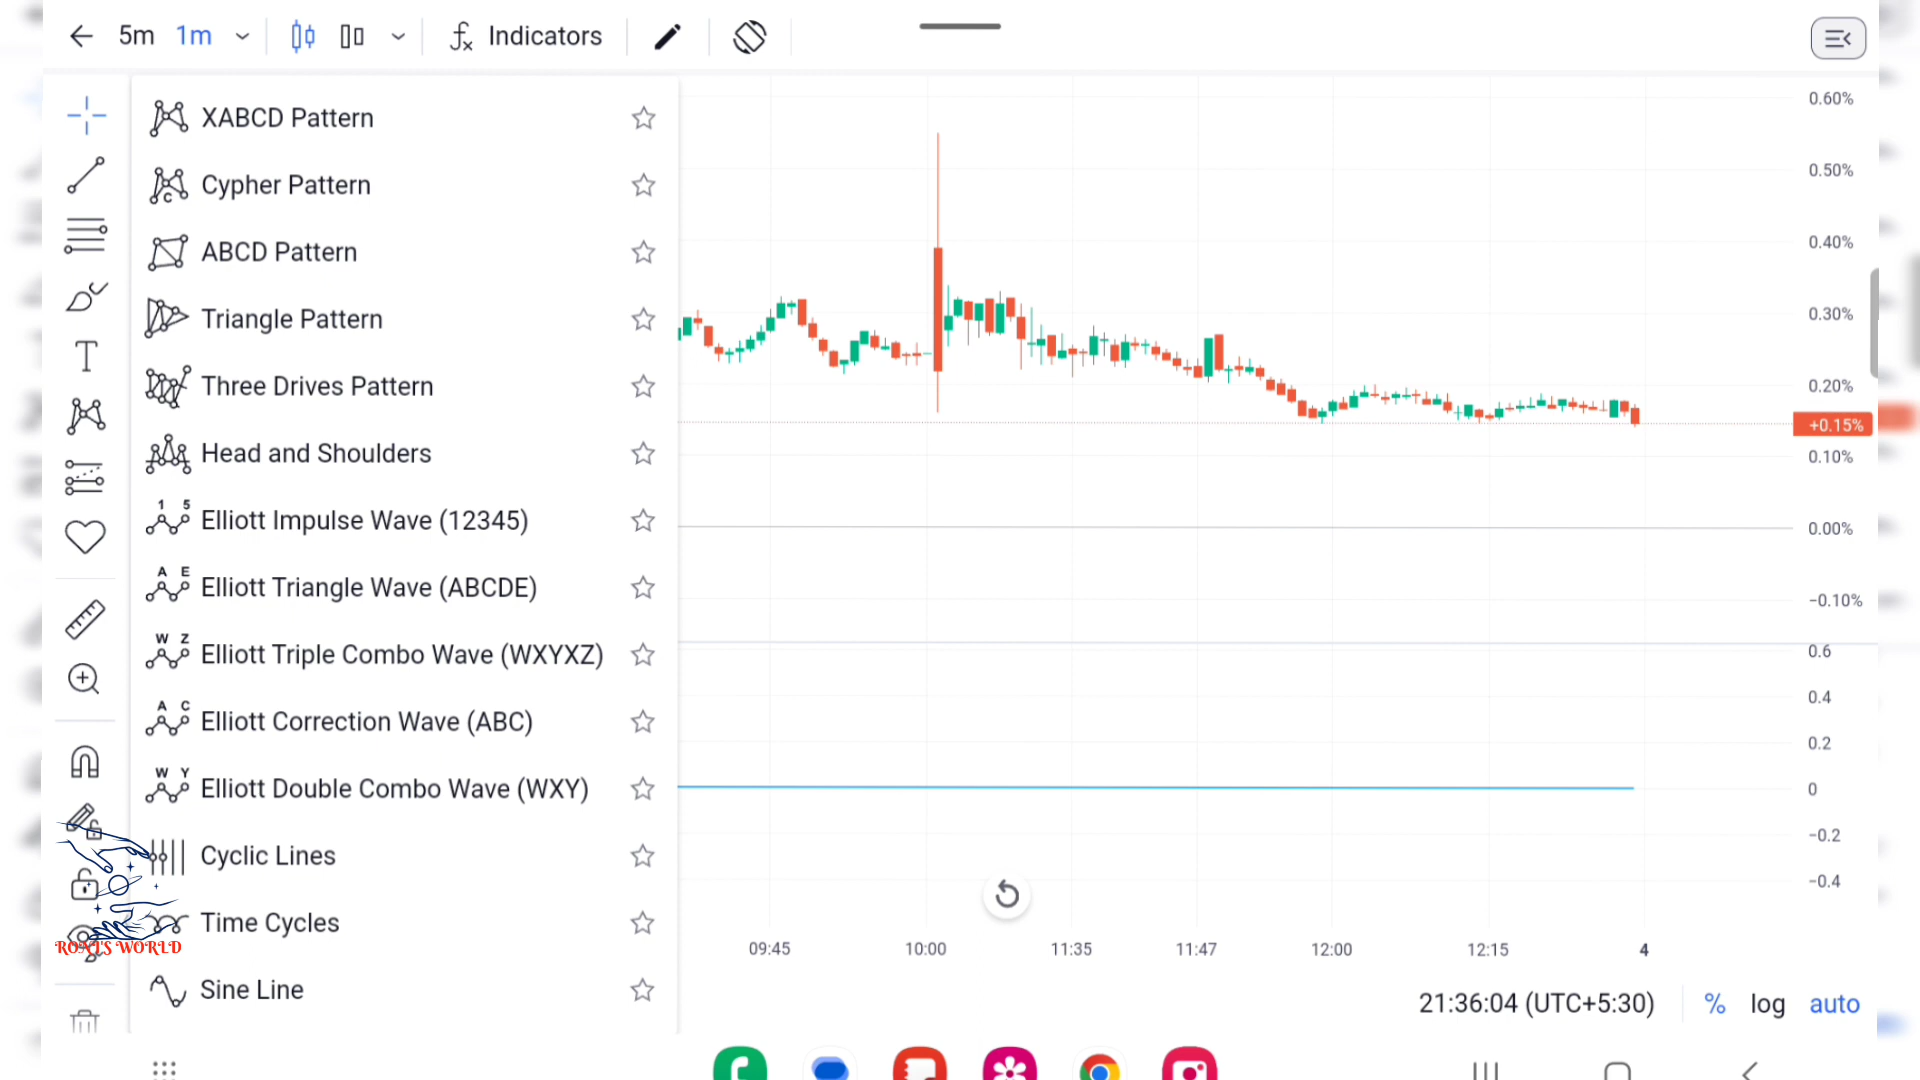 5m 1m Indicators
XABCD Pattern
Cypher Pattern
C
ABCD Pattern
Triangle Pattern
Three Drives Pattern
Head and Shoulders
1 5
Elliott Impulse Wave (12345)
A E
Elliott Triangle Wave (ABCDE)
W Z
Elliott Triple Combo Wave (WXYXZ)
A C
Elliott Correction Wave (ABC)
W Y
Elliott Double Combo Wave (WXY)
Cyclic Lines
Time Cycles
Sine Line
0.60%
0.50%
0.40%
0.30%
0.20%
+0.15%
0.10%
0.00%
−0.10%
0.6
0.4
0.2
0
−0.2
−0.4
09:45 10:00 11:35 11:47 12:00 12:15 4
21:36:04 (UTC+5:30) % log auto